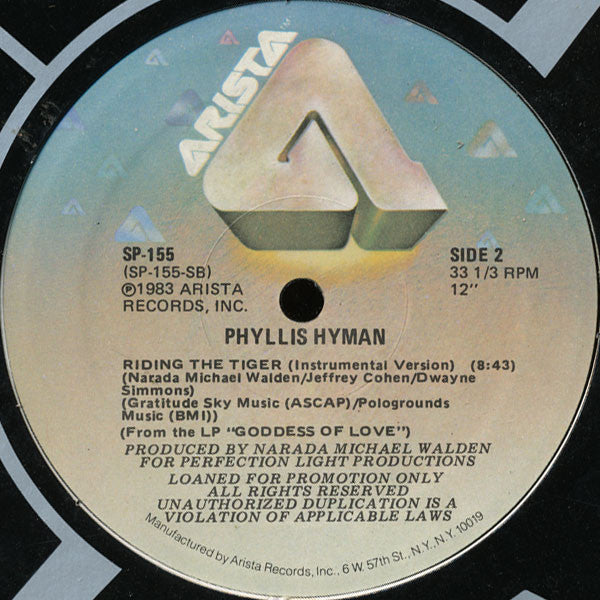 ARISTA
SP-155
(SP-155-SB)
℗1983 ARISTA
RECORDS, INC.
SIDE 2
33 1/3 RPM
12"
PHYLLIS HYMAN
RIDING THE TIGER (Instrumental Version) (8:43)
(Narada Michael Walden/Jeffrey Cohen/Dwayne
Simmons)
(Gratitude Sky Music (ASCAP)/Pologrounds
Music (BMI))
(From the LP "GODDESS OF LOVE")
PRODUCED BY NARADA MICHAEL WALDEN
FOR PERFECTION LIGHT PRODUCTIONS
LOANED FOR PROMOTION ONLY
ALL RIGHTS RESERVED
UNAUTHORIZED DUPLICATION IS A
VIOLATION OF APPLICABLE LAWS
Manufactured by Arista Records, Inc., 6 W. 57th St., N.Y., N.Y. 10019